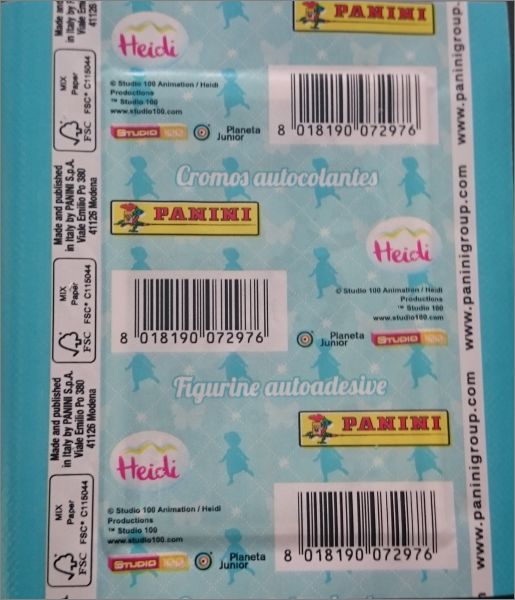 PANINI
Heidi
© Studio 100 Animation / Heidi
Productions
™ Studio 100
www.studio100.com
STUDIO 100
Planeta
Junior
8 018190 072976
Cromos autocolantes
PANINI
Heidi
8 018190 072976
© Studio 100 Animation / Heidi
Productions
™ Studio 100
www.studio100.com
Planeta
Junior
STUDIO 100
Figurine autoadesive
PANINI
Heidi
© Studio 100 Animation / Heidi
Productions
™ Studio 100
www.studio100.com
STUDIO 100
Planeta
Junior
8 018190 072976
Made and
in Italy by P
Viale Emilio
41126
MIX
Paper
FSC® C115044
FSC
Made and published
in Italy by PANINI S.p.A.
Viale Emilio Po 380
41126 Modena
MIX
Paper
FSC® C115044
FSC
Made and published
in Italy by PANINI S.p.A.
Viale Emilio Po 380
41126 Modena
MIX
Paper
FSC® C115044
FSC
www.paninigroup.
www.paninigroup.com
www.paninigroup.com